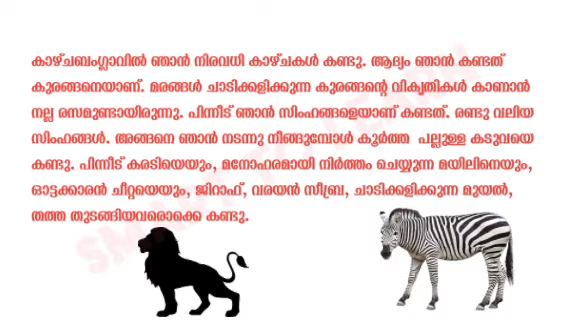 കാഴ്ചബംഗ്ലാവിൽ ഞാൻ നിരവധി കാഴ്ചകൾ കണ്ടു. ആദ്യം ഞാൻ കണ്ടത്
കുരങ്ങനെയാണ്. മരങ്ങൾ ചാടിക്കളിക്കുന്ന കുരങ്ങന്റെ വികൃതികൾ കാണാൻ
നല്ല രസമുണ്ടായിരുന്നു. പിന്നീട് ഞാൻ സിംഹങ്ങളെയാണ് കണ്ടത്. രണ്ടു വലിയ
സിംഹങ്ങൾ. അങ്ങനെ ഞാൻ നടന്നു നീങ്ങുമ്പോൾ കൂർത്ത പല്ലുള്ള കടുവയെ
കണ്ടു. പിന്നീട് കരടിയെയും, മനോഹരമായി നിർത്തം ചെയ്യുന്ന മയിലിനെയും,
ഓട്ടക്കാരൻ ചീറ്റയെയും, ജിറാഫ്, വരയൻ സീബ്ര, ചാടിക്കളിക്കുന്ന മുയൽ,
തത്ത തുടങ്ങിയവരൊക്കെ കണ്ടു.